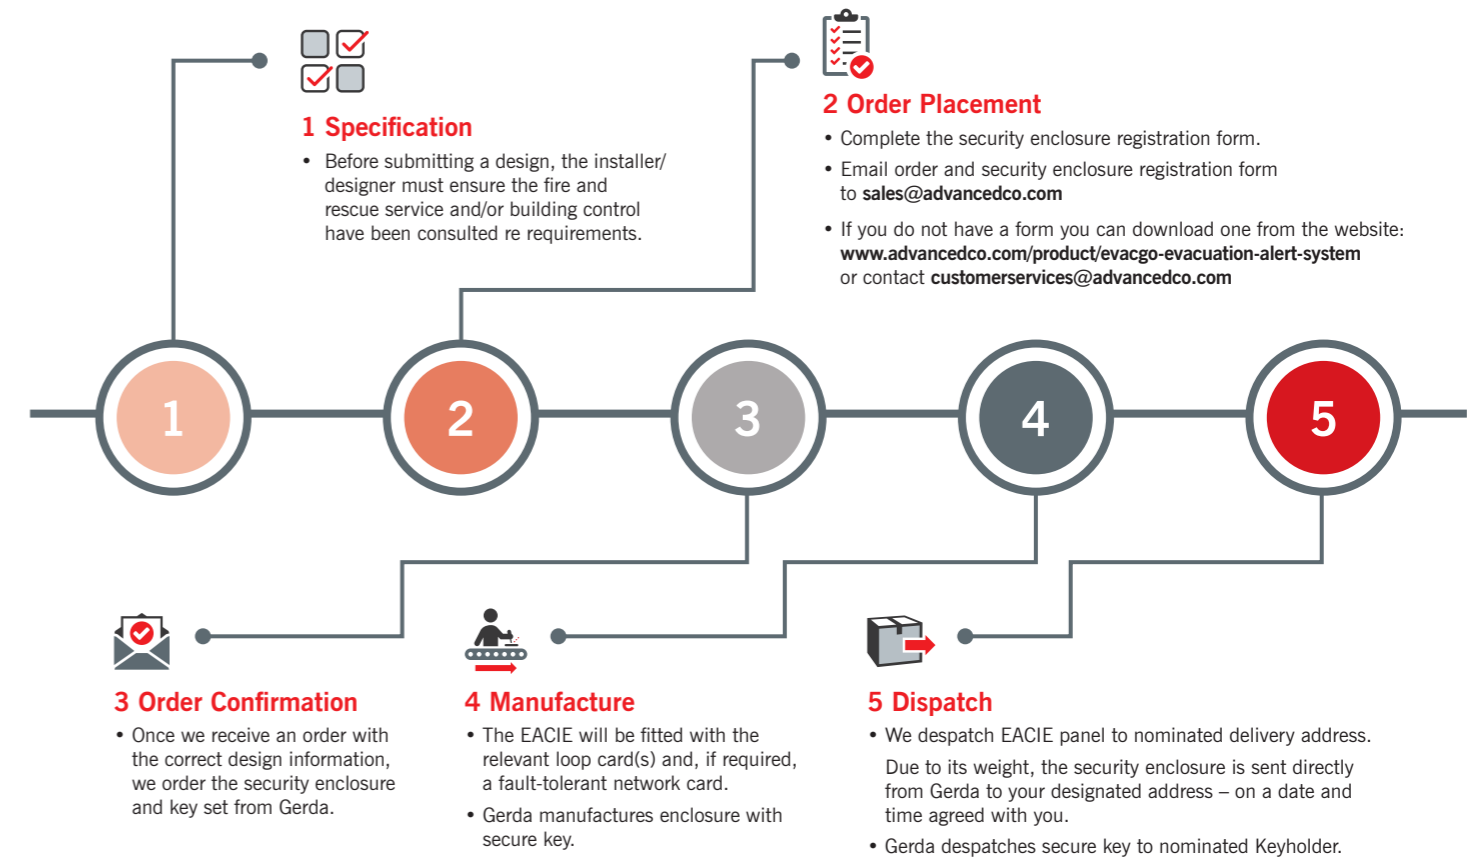 1 Specification
• Before submitting a design, the installer/
designer must ensure the fire and
rescue service and/or building control
have been consulted re requirements.
2 Order Placement
• Complete the security enclosure registration form.
• Email order and security enclosure registration form
to sales@advancedco.com
• If you do not have a form you can download one from the website:
www.advancedco.com/product/evacgo-evacuation-alert-system
or contact customerservices@advancedco.com
1
2
3
4
5
3 Order Confirmation
• Once we receive an order with
the correct design information,
we order the security enclosure
and key set from Gerda.
4 Manufacture
• The EACIE will be fitted with the
relevant loop card(s) and, if required,
a fault-tolerant network card.
• Gerda manufactures enclosure with
secure key.
5 Dispatch
• We despatch EACIE panel to nominated delivery address.
Due to its weight, the security enclosure is sent directly
from Gerda to your designated address – on a date and
time agreed with you.
• Gerda despatches secure key to nominated Keyholder.